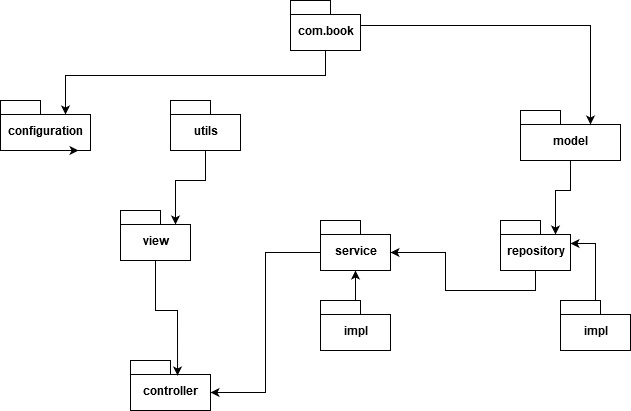 com.book
configuration
utils
model
view
service
repository
impl
impl
controller